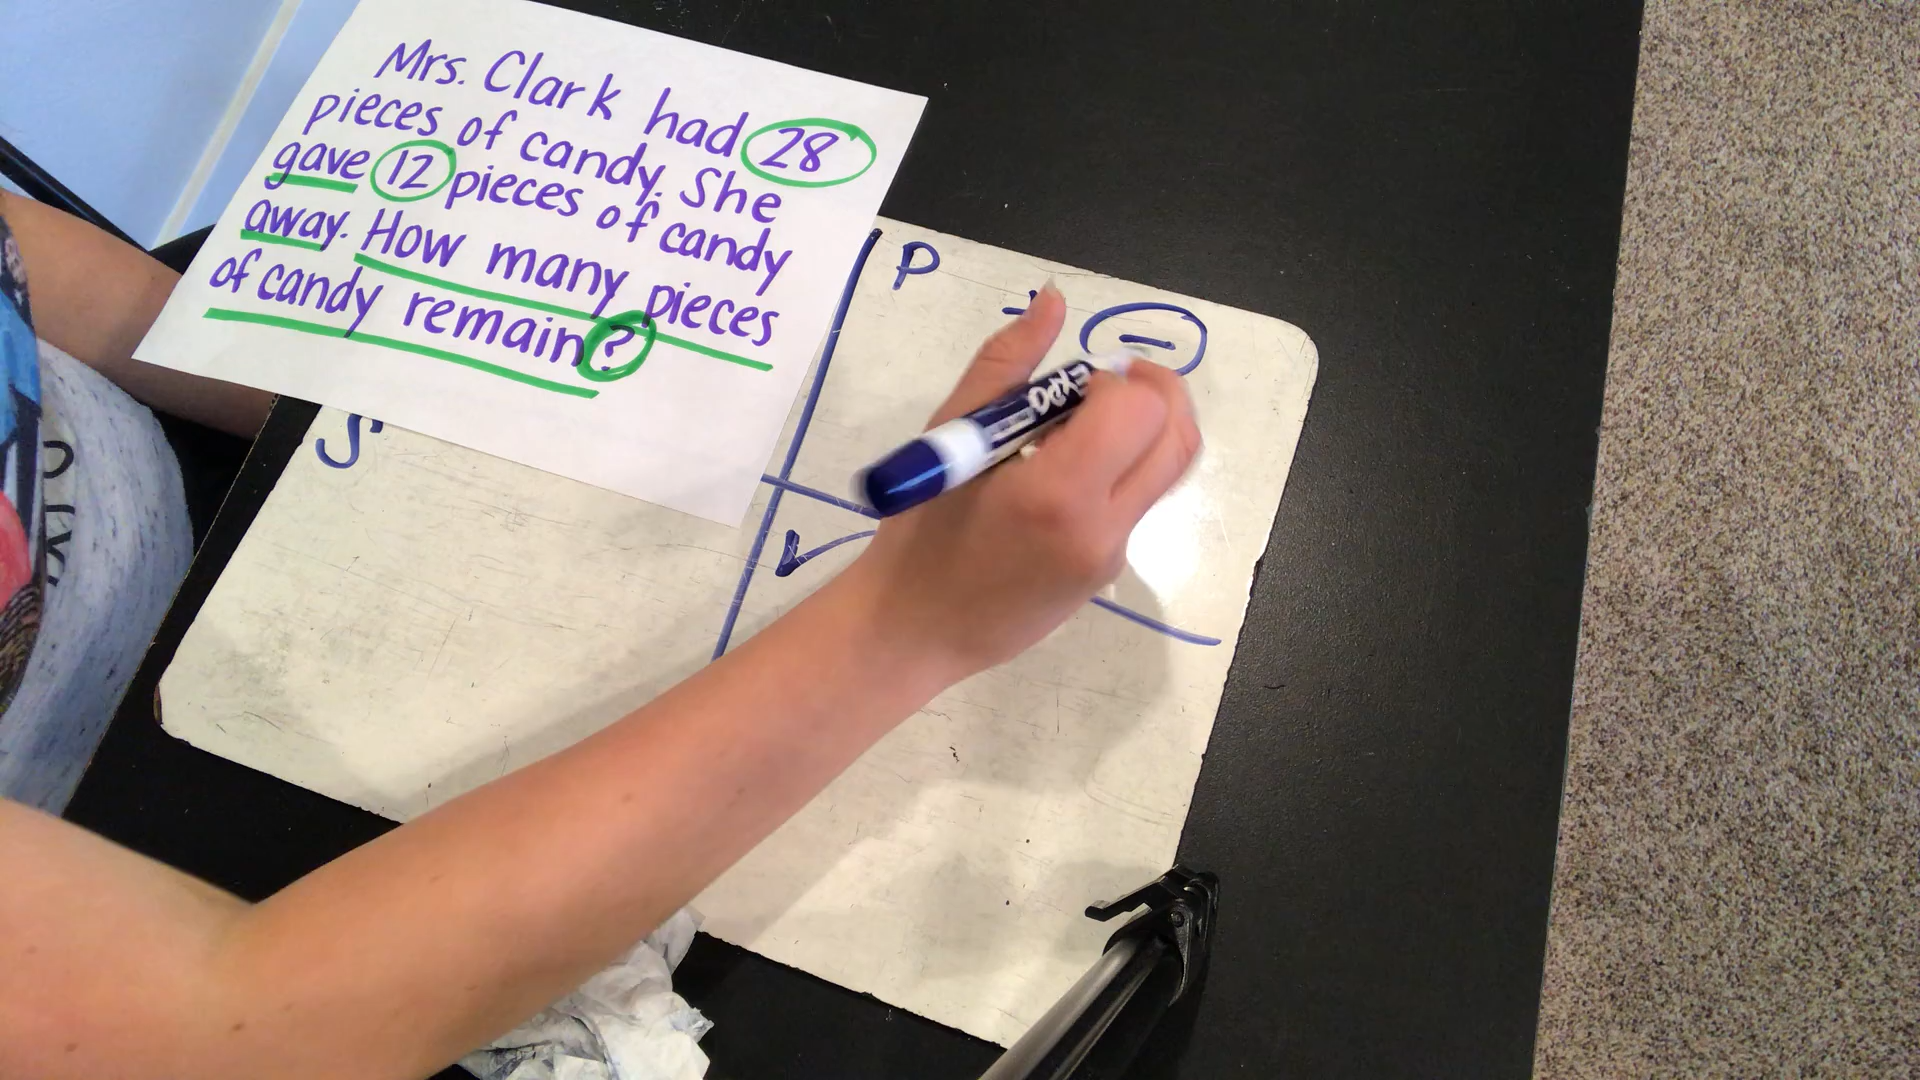 Mrs. Clark had 28
pieces of candy. She
gave 12 pieces of candy
away. How many pieces
of candy remain?
P
+ -
EXPO
S
✓